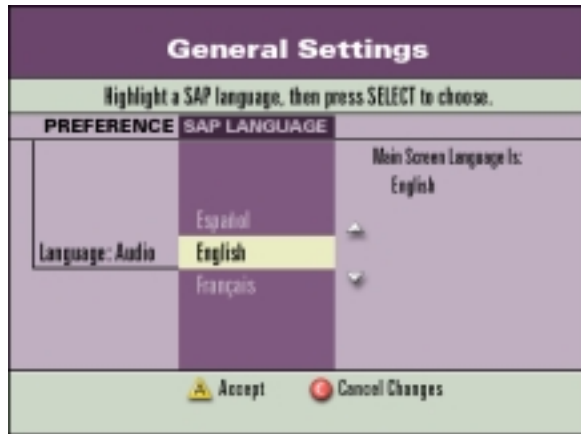 General Settings
Highlight a SAP language, then press SELECT to choose.
PREFERENCE SAP LANGUAGE
Main Screen Language Is:
English
Español
Language: Audio English
Français
A Accept C Cancel Changes